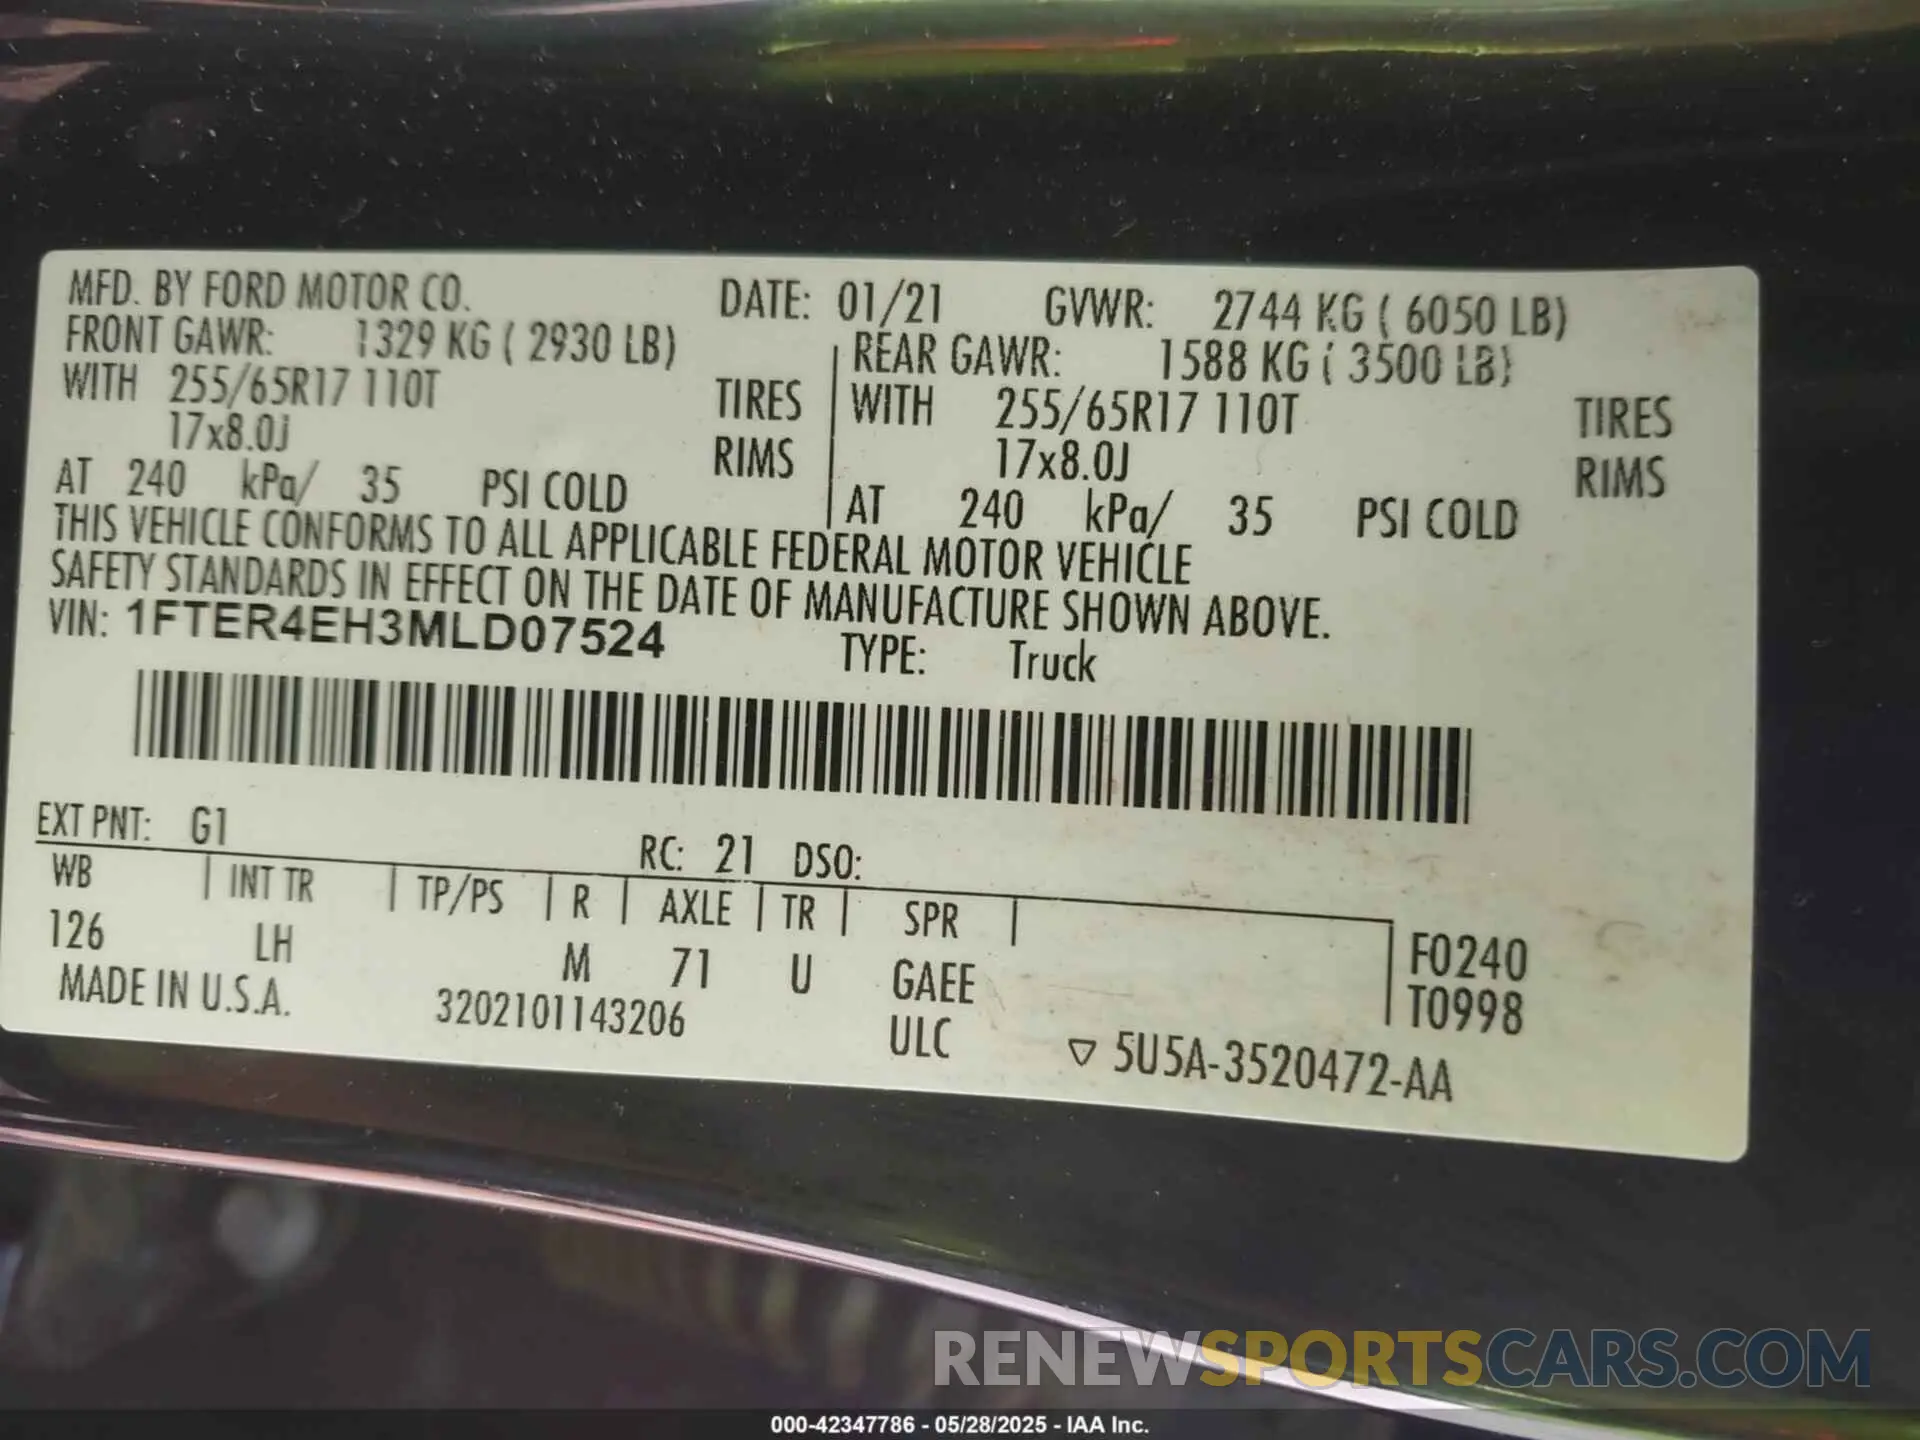 MFD. BY FORD MOTOR CO. DATE: 01/21 GVWR: 2744 KG ( 6050 LB)
FRONT GAWR: 1329 KG ( 2930 LB) REAR GAWR: 1588 KG ( 3500 LB)
WITH 255/65R17 110T TIRES WITH 255/65R17 110T TIRES
17x8.0J RIMS 17x8.0J RIMS
AT 240 kPa/ 35 PSI COLD AT 240 kPa/ 35 PSI COLD
THIS VEHICLE CONFORMS TO ALL APPLICABLE FEDERAL MOTOR VEHICLE
SAFETY STANDARDS IN EFFECT ON THE DATE OF MANUFACTURE SHOWN ABOVE.
VIN: 1FTER4EH3MLD07524 TYPE: Truck
EXT PNT: G1 RC: 21 DSO:
WB INT TR TP/PS R AXLE TR SPR
126 LH M 71 U GAEE F0240
MADE IN U.S.A. 3202101143206 ULC T0998
5U5A-3520472-AA
RENEWSPORTSCARS.COM
000-42347786 - 05/28/2025 - IAA Inc.